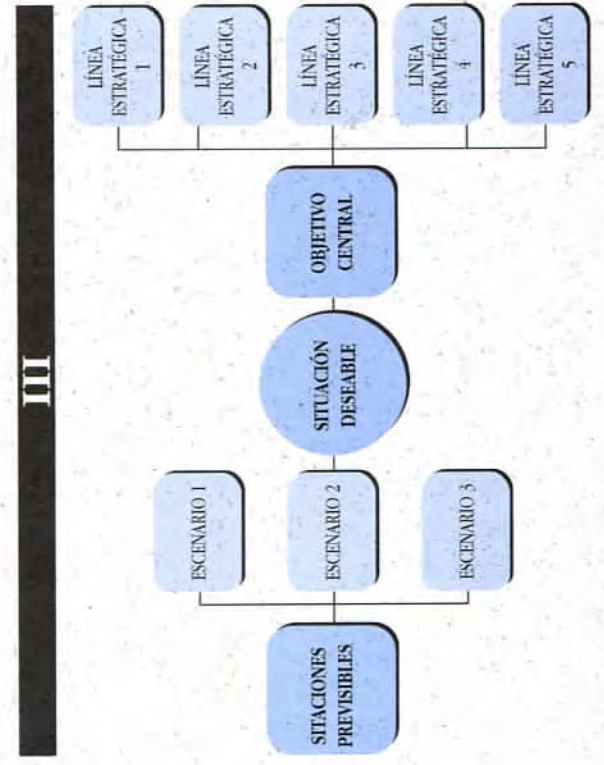 III
SITACIONES
PREVISIBLES
ESCENARIO 1
ESCENARIO 2
ESCENARIO 3
SITUACIÓN
DESEABLE
OBJETIVO
CENTRAL
LÍNEA
ESTRATÉGICA
1
LÍNEA
ESTRATÉGICA
2
LÍNEA
ESTRATÉGICA
3
LÍNEA
ESTRATÉGICA
4
LÍNEA
ESTRATÉGICA
5